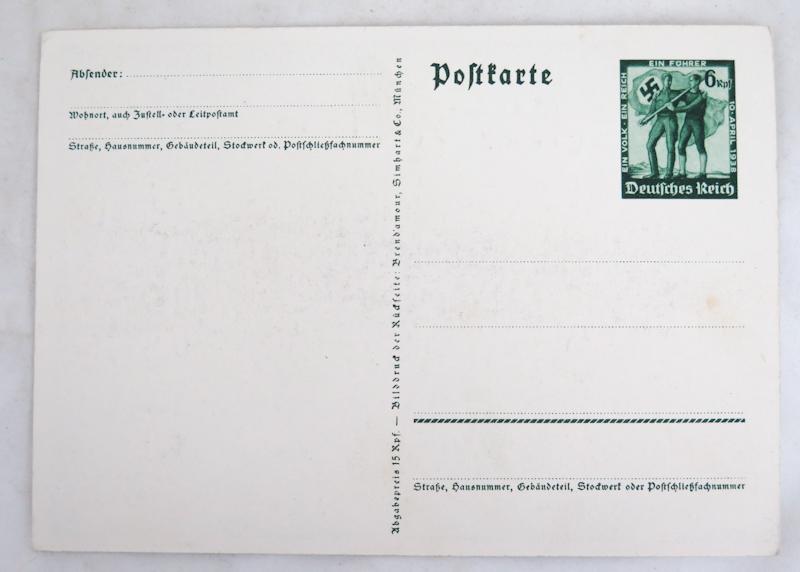 Absender:
Wohnort, auch Zustell- oder Leitpostamt
Straße, Hausnummer, Gebäudeteil, Stockwerk od. Postschließfachnummer
Abgabepreis 15 Rpf. — Bilddruck der Rückseite: Brend'amour, Simhart & Co., München
Postkarte
EIN VOLK · EIN REICH
EIN FÜHRER
10. APRIL 1938
6 Rpf
Deutsches Reich
Straße, Hausnummer, Gebäudeteil, Stockwerk oder Postschließfachnummer